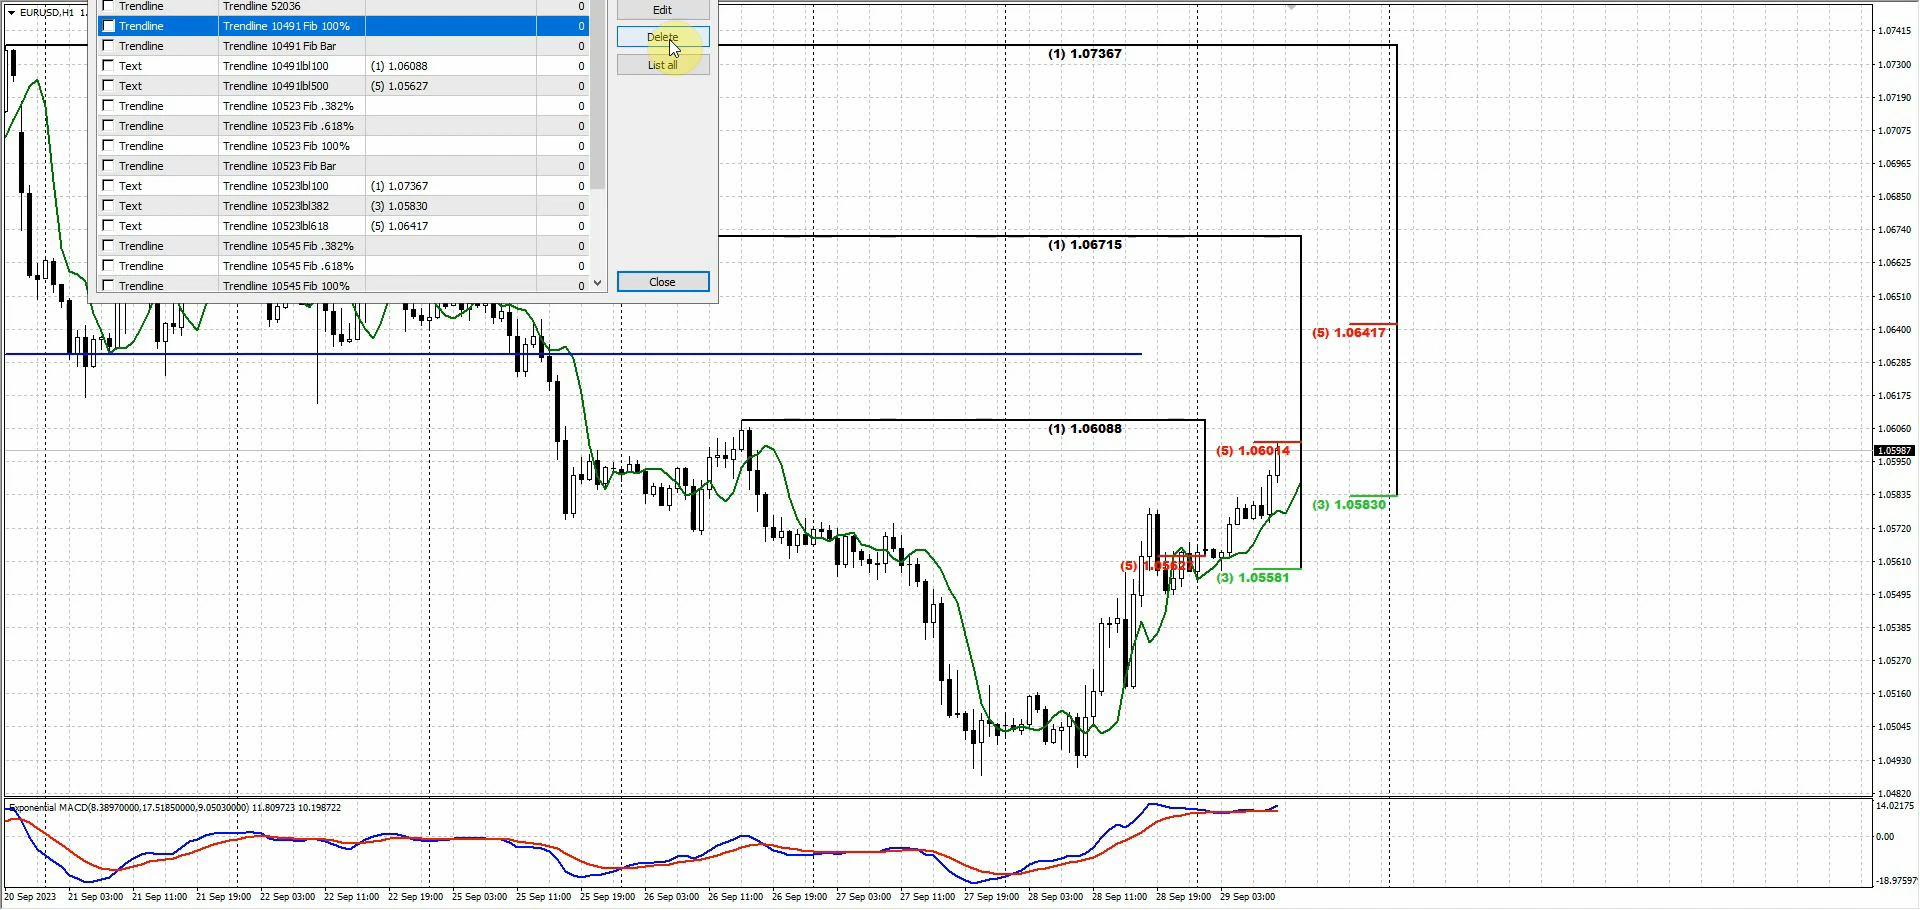 EURUSD,H1 1.
Trendline Trendline 52036 0
Trendline Trendline 10491 Fib 100% 0
Trendline Trendline 10491 Fib Bar 0
Text Trendline 10491lbl100 (1) 1.06088 0
Text Trendline 10491lbl500 (5) 1.05627 0
Trendline Trendline 10523 Fib .382% 0
Trendline Trendline 10523 Fib .618% 0
Trendline Trendline 10523 Fib 100% 0
Trendline Trendline 10523 Fib Bar 0
Text Trendline 10523lbl100 (1) 1.07367 0
Text Trendline 10523lbl382 (3) 1.05830 0
Text Trendline 10523lbl618 (5) 1.06417 0
Trendline Trendline 10545 Fib .382% 0
Trendline Trendline 10545 Fib .618% 0
Trendline Trendline 10545 Fib 100% 0
Edit
Delete
List all
Close
(1) 1.07367
(1) 1.06715
(5) 1.06417
(1) 1.06088
(5) 1.06014
(3) 1.05830
(5) 1.05627
(3) 1.05581
1.07415
1.07300
1.07190
1.07075
1.06965
1.06850
1.06740
1.06625
1.06510
1.06400
1.06285
1.06175
1.06060
1.05987
1.05950
1.05835
1.05720
1.05610
1.05495
1.05385
1.05270
1.05160
1.05045
1.04930
1.04820
Exponential MACD(8.38970000,17.51850000,9.05030000) 11.809723 10.198722
14.02175
0.00
-18.97597
20 Sep 2023 21 Sep 03:00 21 Sep 11:00 21 Sep 19:00 22 Sep 03:00 22 Sep 11:00 22 Sep 19:00 25 Sep 03:00 25 Sep 11:00 25 Sep 19:00 26 Sep 03:00 26 Sep 11:00 26 Sep 19:00 27 Sep 03:00 27 Sep 11:00 27 Sep 19:00 28 Sep 03:00 28 Sep 11:00 28 Sep 19:00 29 Sep 03:00